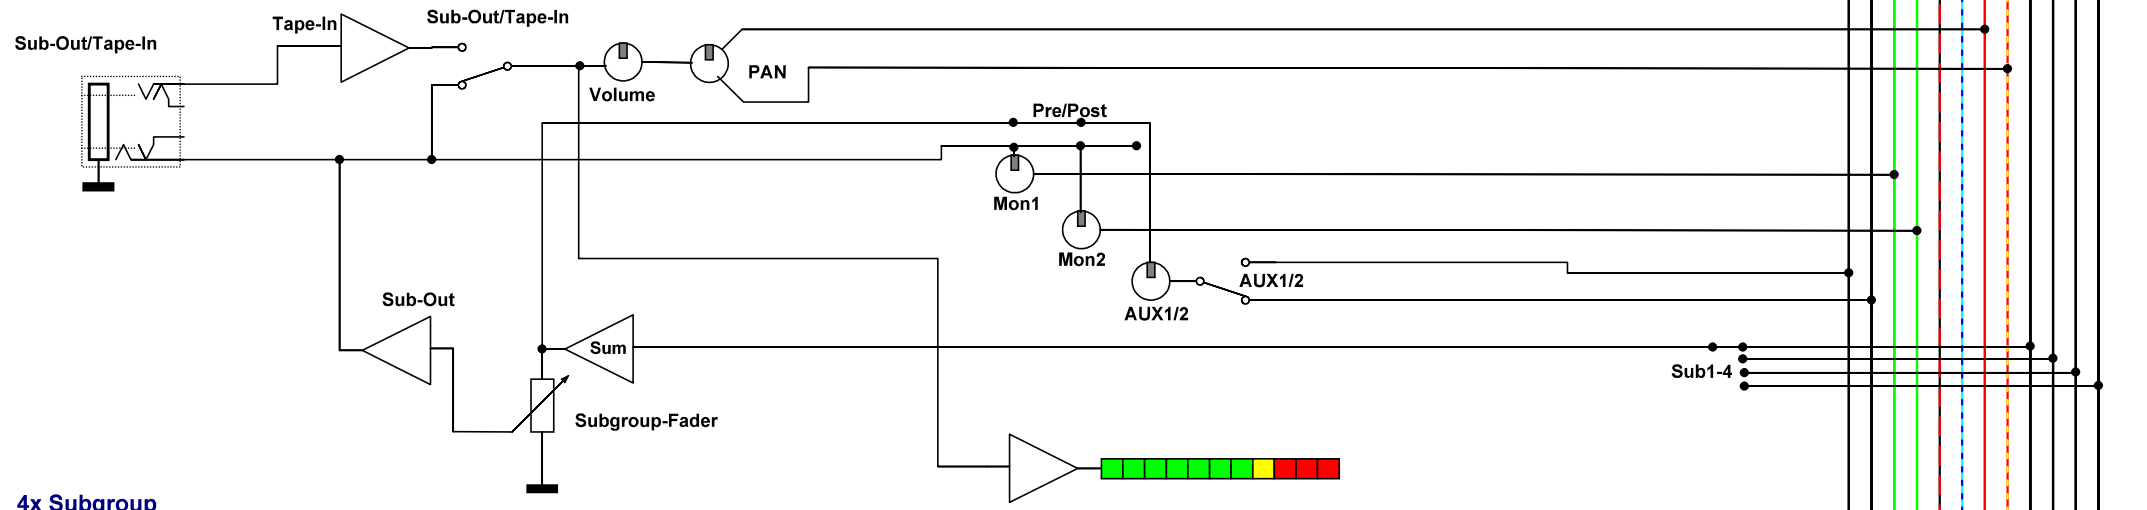 Sub-Out/Tape-In
Tape-In
Sub-Out/Tape-In
Volume
PAN
Pre/Post
Mon1
Mon2
AUX1/2
AUX1/2
Sub-Out
Sum
Sub1-4
Subgroup-Fader
4x Subgroup